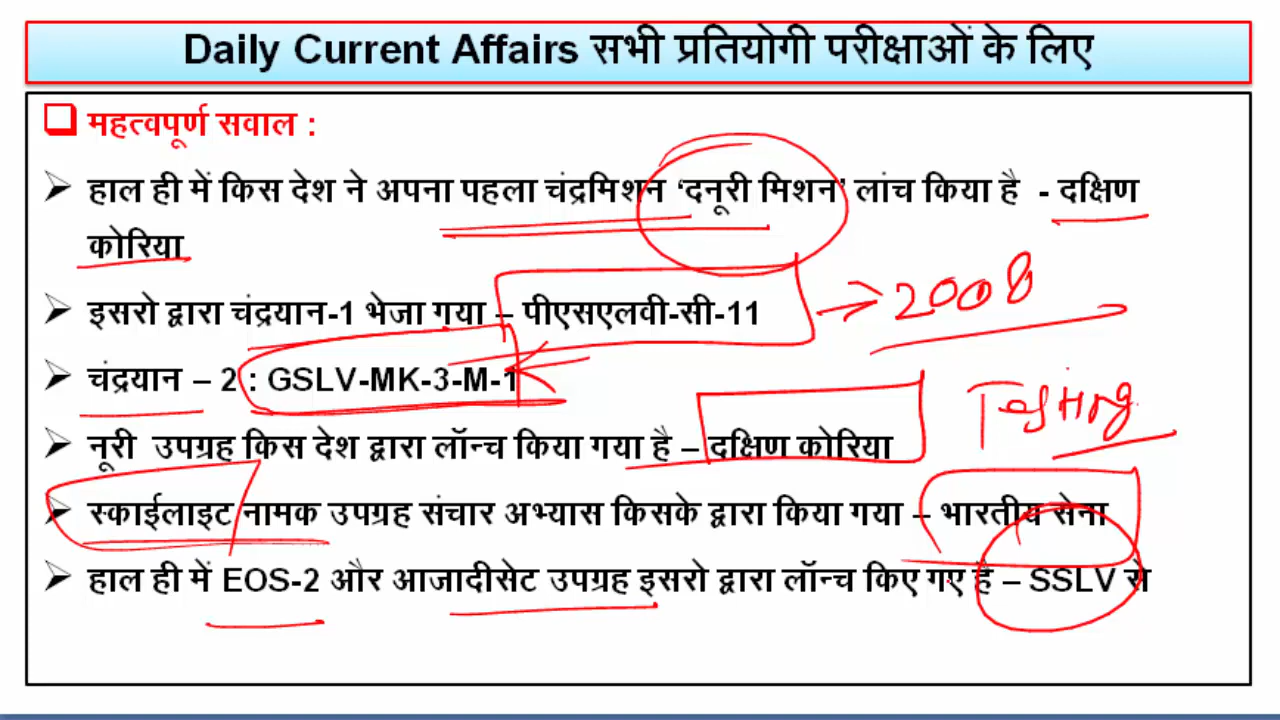 Daily Current Affairs सभी प्रतियोगी परीक्षाओं के लिए
महत्वपूर्ण सवाल :
हाल ही में किस देश ने अपना पहला चंद्रमिशन ‘दनूरी मिशन’ लांच किया है - दक्षिण
कोरिया
इसरो द्वारा चंद्रयान-1 भेजा गया – पीएसएलवी-सी-11 → 2008
चंद्रयान – 2 : GSLV-MK-3-M-1
Testing
नूरी उपग्रह किस देश द्वारा लॉन्च किया गया है – दक्षिण कोरिया
स्काईलाइट नामक उपग्रह संचार अभ्यास किसके द्वारा किया गया – भारतीय सेना
हाल ही में EOS-2 और आजादीसेट उपग्रह इसरो द्वारा लॉन्च किए गए है – SSLV से